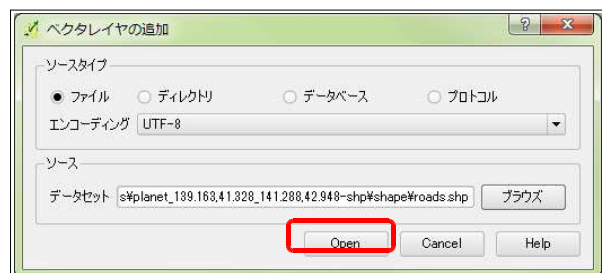 ベクタレイヤの追加
ソースタイプ
ファイル ディレクトリ データベース プロトコル
エンコーディング UTF-8
ソース
データセット s¥planet_139.163,41.328_141.288,42.948-shp¥shape¥roads.shp ブラウズ
Open Cancel Help